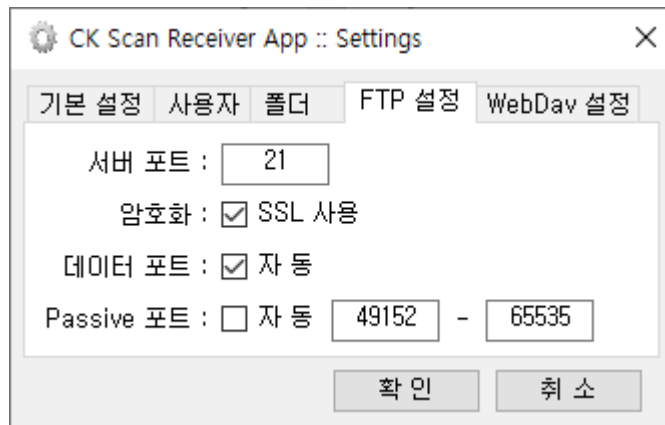 CK Scan Receiver App :: Settings
기본 설정 사용자 폴더 FTP 설정 WebDav 설정
서버 포트 : 21
암호화 : SSL 사용
데이터 포트 : 자 동
Passive 포트 : 자 동 49152 - 65535
확 인 취 소